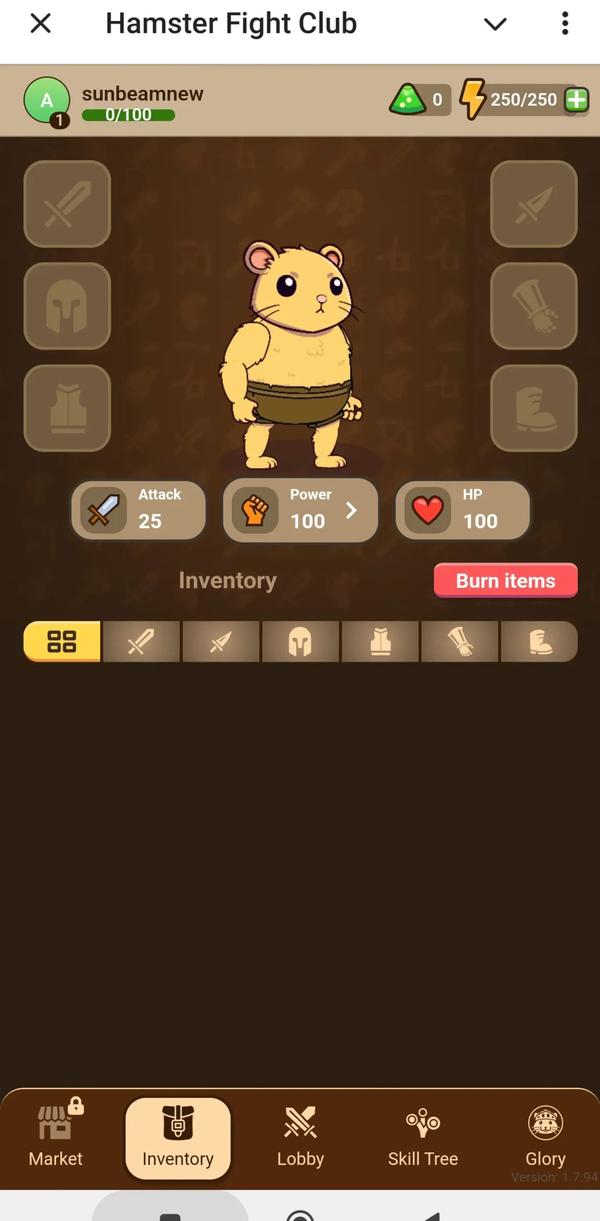 Hamster Fight Club
A
sunbeamnew
1
0/100
0
250/250
Attack
25
Power
100
HP
100
Inventory
Burn items
Market
Inventory
Lobby
Skill Tree
Glory
Version: 1.7.94